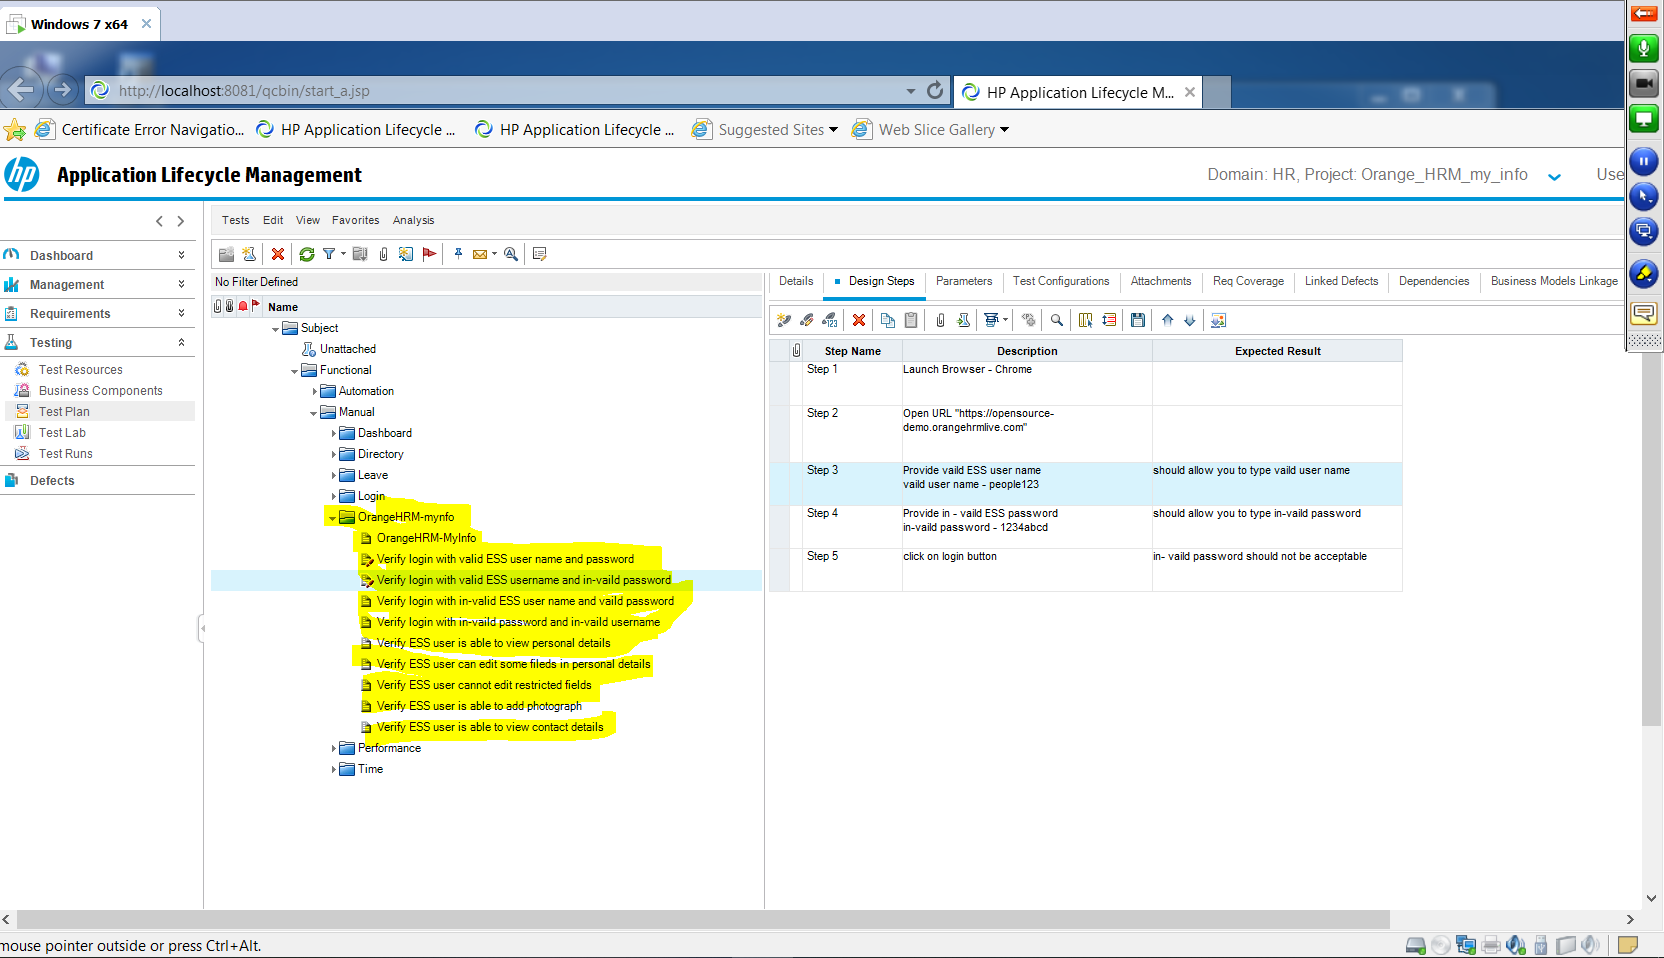 Windows 7 x64
http://localhost:8081/qcbin/start_a.jsp
HP Application Lifecycle M...
Certificate Error Navigatio...
HP Application Lifecycle ...
HP Application Lifecycle ...
Suggested Sites
Web Slice Gallery
hp
Application Lifecycle Management
Domain: HR, Project: Orange_HRM_my_info
Use
Dashboard
Management
Requirements
Testing
Test Resources
Business Components
Test Plan
Test Lab
Test Runs
Defects
Tests Edit View Favorites Analysis
No Filter Defined
Name
Subject
Unattached
Functional
Automation
Manual
Dashboard
Directory
Leave
Login
OrangeHRM-mynfo
OrangeHRM-MyInfo
Verify login with valid ESS user name and password
Verify login with valid ESS username and in-vaild password
Verify login with in-valid ESS user name and vaild password
Verify login with in-vaild password and in-vaild username
Verify ESS user is able to view personal details
Verify ESS user can edit some fileds in personal details
Verify ESS user cannot edit restricted fields
Verify ESS user is able to add photograph
Verify ESS user is able to view contact details
Performance
Time
Details Design Steps Parameters Test Configurations Attachments Req Coverage Linked Defects Dependencies Business Models Linkage
Step Name Description Expected Result
Step 1 Launch Browser - Chrome
Step 2 Open URL "https://opensource-
demo.orangehrmlive.com"
Step 3 Provide vaild ESS user name should allow you to type vaild user name
vaild user name - people123
Step 4 Provide in - vaild ESS password should allow you to type in-vaild password
in-vaild password - 1234abcd
Step 5 click on login button in- vaild password should not be acceptable
mouse pointer outside or press Ctrl+Alt.